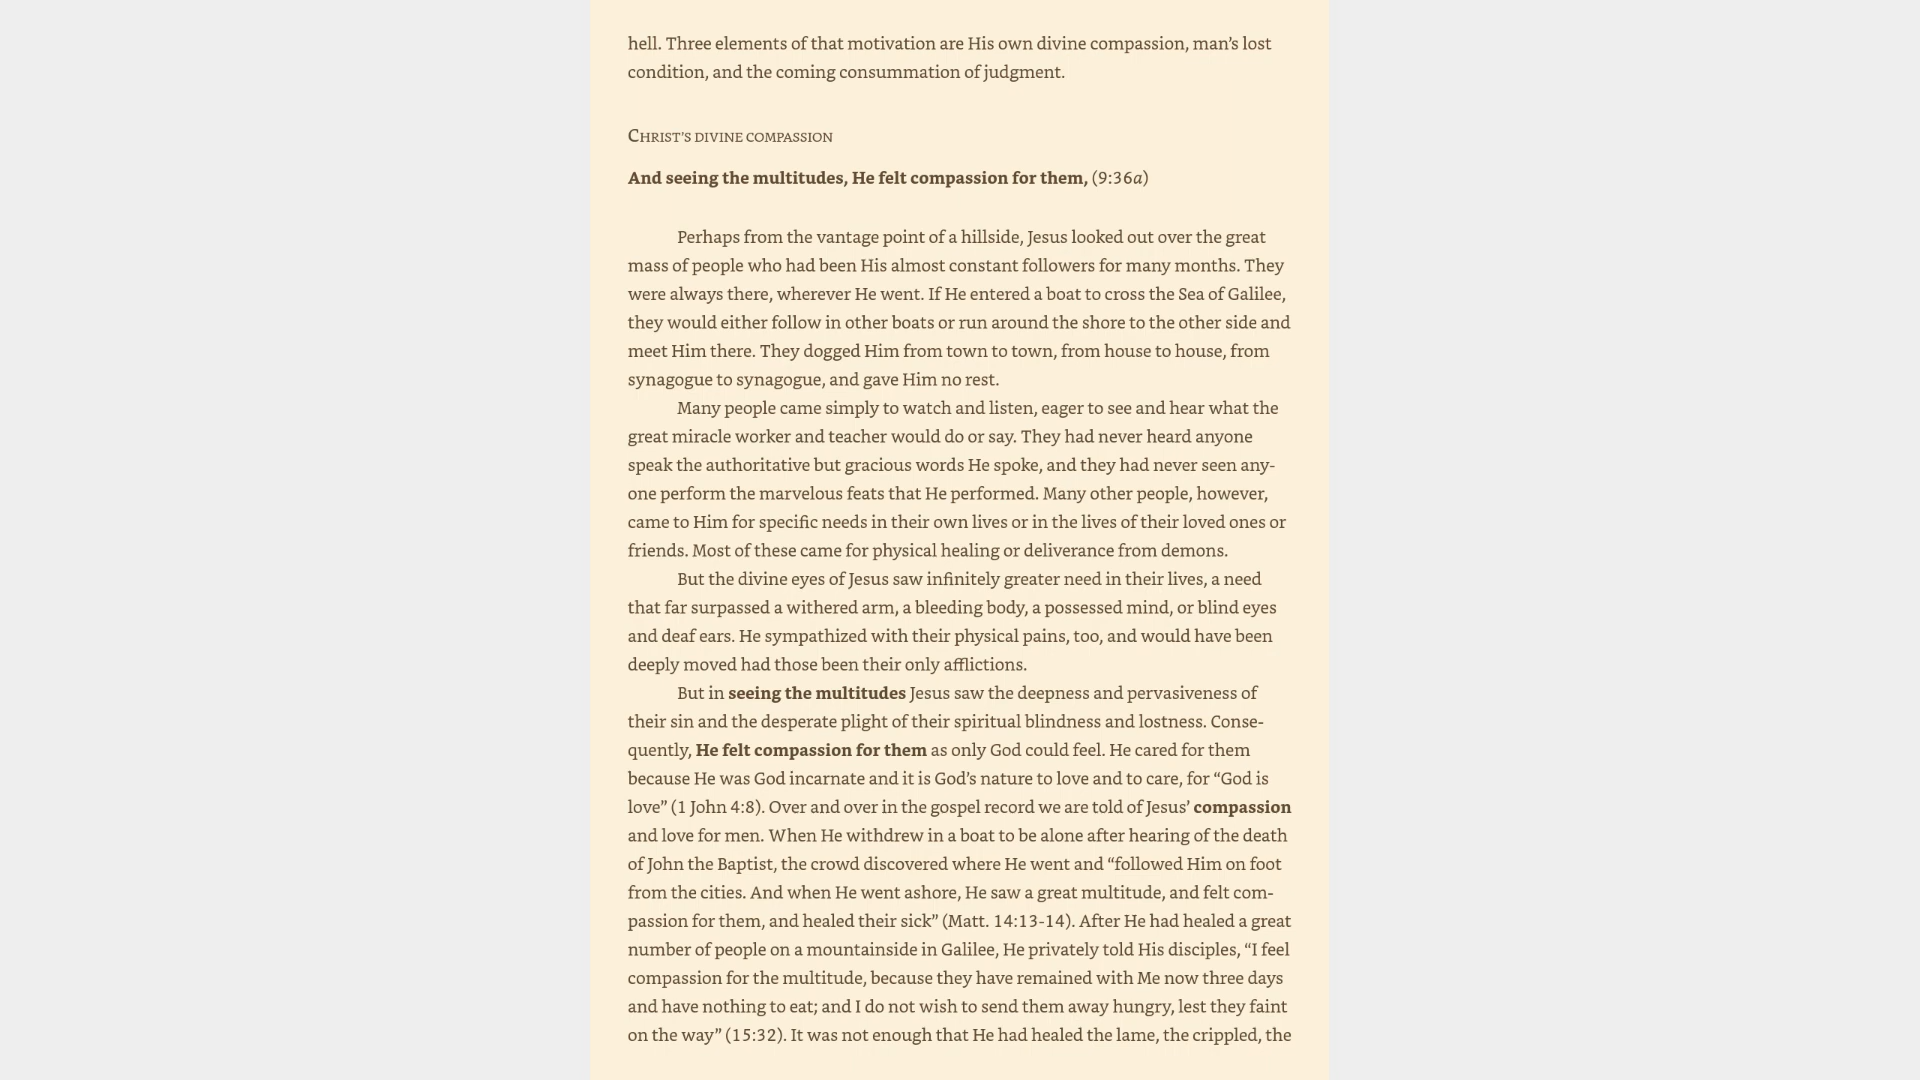 hell. Three elements of that motivation are His own divine compassion, man’s lost
condition, and the coming consummation of judgment.
Christ’s divine compassion
And seeing the multitudes, He felt compassion for them, (9:36a)
Perhaps from the vantage point of a hillside, Jesus looked out over the great
mass of people who had been His almost constant followers for many months. They
were always there, wherever He went. If He entered a boat to cross the Sea of Galilee,
they would either follow in other boats or run around the shore to the other side and
meet Him there. They dogged Him from town to town, from house to house, from
synagogue to synagogue, and gave Him no rest.
Many people came simply to watch and listen, eager to see and hear what the
great miracle worker and teacher would do or say. They had never heard anyone
speak the authoritative but gracious words He spoke, and they had never seen any-
one perform the marvelous feats that He performed. Many other people, however,
came to Him for specific needs in their own lives or in the lives of their loved ones or
friends. Most of these came for physical healing or deliverance from demons.
But the divine eyes of Jesus saw infinitely greater need in their lives, a need
that far surpassed a withered arm, a bleeding body, a possessed mind, or blind eyes
and deaf ears. He sympathized with their physical pains, too, and would have been
deeply moved had those been their only afflictions.
But in seeing the multitudes Jesus saw the deepness and pervasiveness of
their sin and the desperate plight of their spiritual blindness and lostness. Conse-
quently, He felt compassion for them as only God could feel. He cared for them
because He was God incarnate and it is God’s nature to love and to care, for “God is
love” (1 John 4:8). Over and over in the gospel record we are told of Jesus’ compassion
and love for men. When He withdrew in a boat to be alone after hearing of the death
of John the Baptist, the crowd discovered where He went and “followed Him on foot
from the cities. And when He went ashore, He saw a great multitude, and felt com-
passion for them, and healed their sick” (Matt. 14:13-14). After He had healed a great
number of people on a mountainside in Galilee, He privately told His disciples, “I feel
compassion for the multitude, because they have remained with Me now three days
and have nothing to eat; and I do not wish to send them away hungry, lest they faint
on the way” (15:32). It was not enough that He had healed the lame, the crippled, the